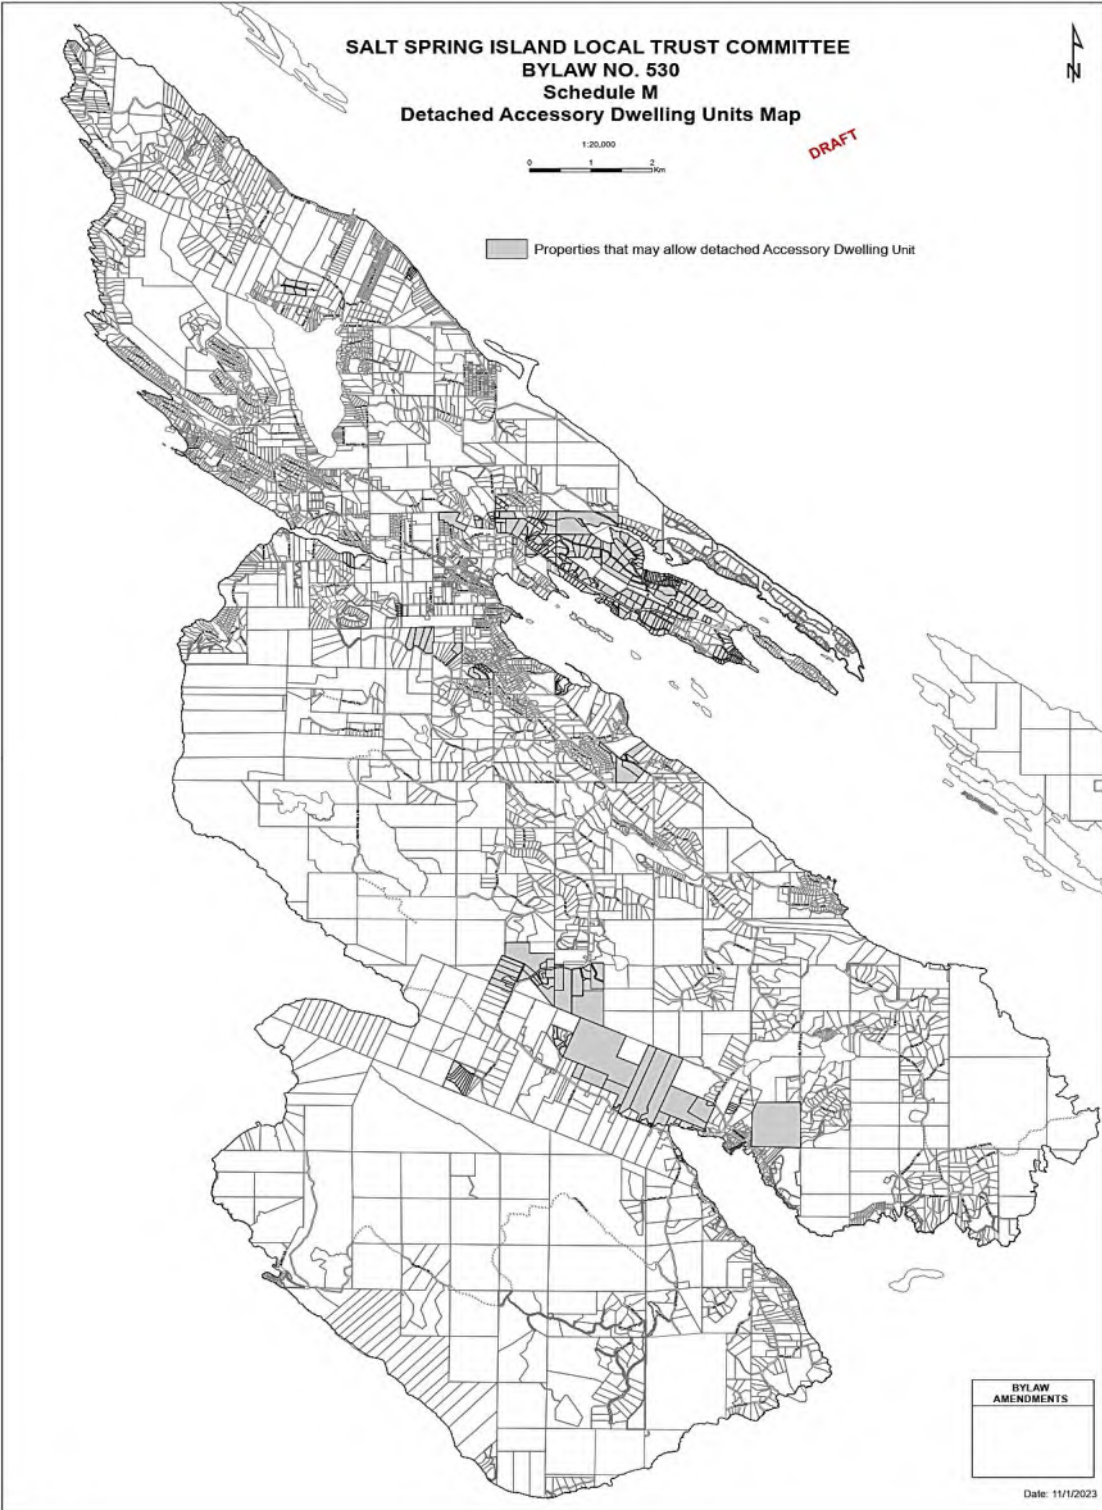 SALT SPRING ISLAND LOCAL TRUST COMMITTEE
BYLAW NO. 530
Schedule M
Detached Accessory Dwelling Units Map
DRAFT
N
1:20,000
0 1 2
Km
Properties that may allow detached Accessory Dwelling Unit
BYLAW
AMENDMENTS
Date: 11/1/2023